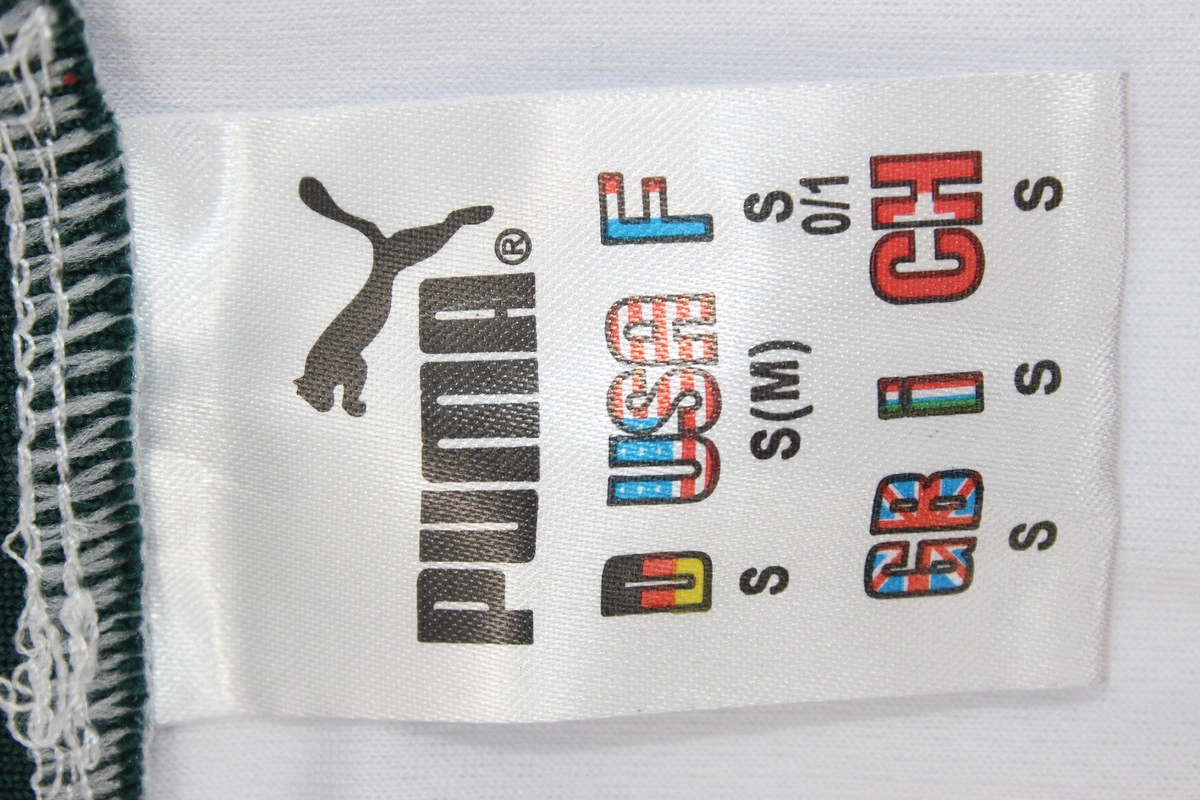 PUMA®
D USA F
S S(M) S
0/1
GB I CH
S S S